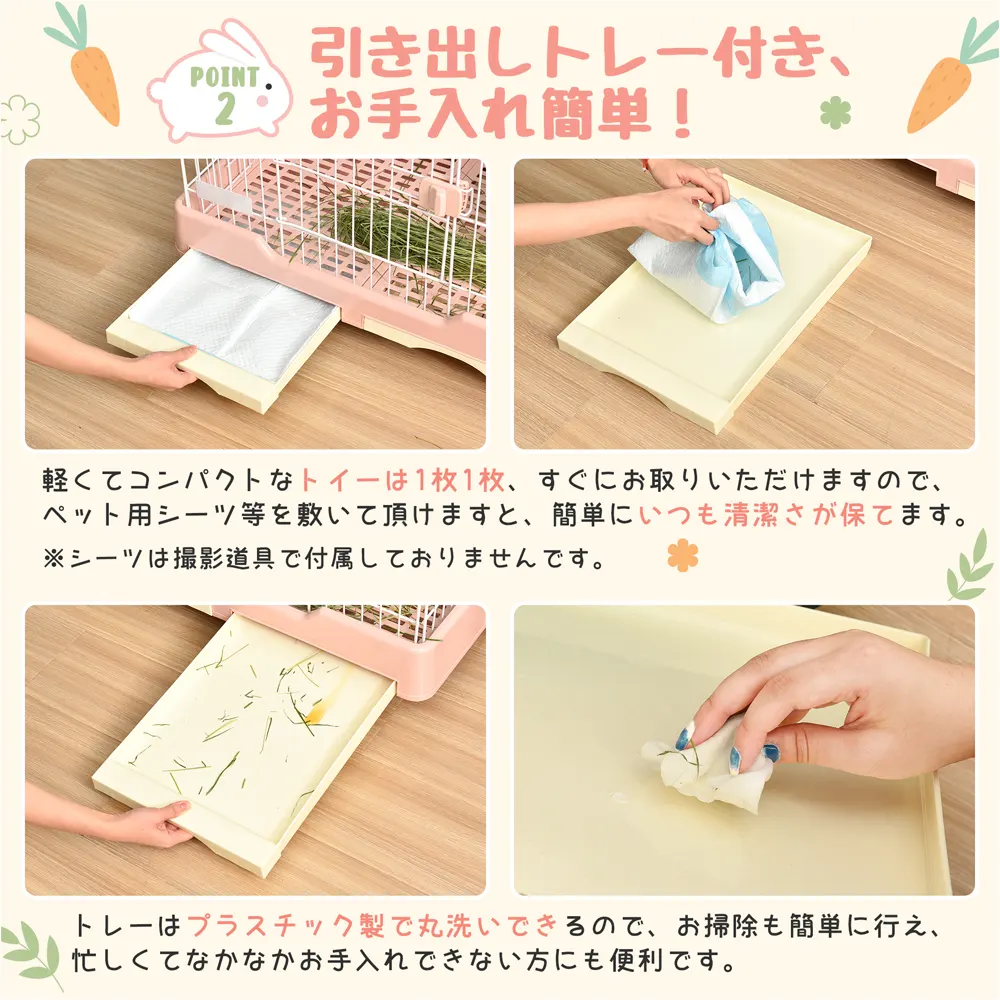 POINT
2
引き出しトレー付き、
お手入れ簡単！
軽くてコンパクトなトイーは1枚1枚、すぐにお取りいただけますので、
ペット用シーツ等を敷いて頂けますと、簡単にいつも清潔さが保てます。
※シーツは撮影道具で付属しておりませんです。
トレーはプラスチック製で丸洗いできるので、お掃除も簡単に行え、
忙しくてなかなかお手入れできない方にも便利です。